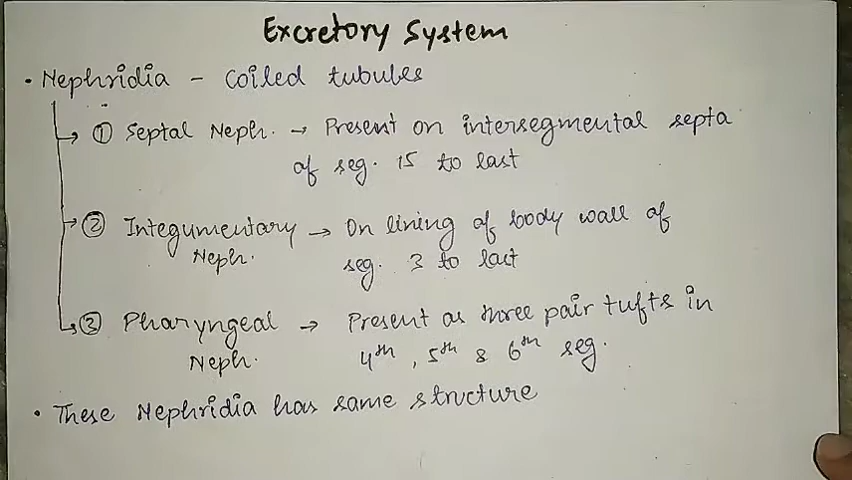 Excretory System
• Nephridia - coiled tubules
→ ① Septal Neph. → Present on intersegmental septa
of seg. 15 to last
→ ② Integumentary → On lining of body wall of
Neph. seg. 3 to last
→ ③ Pharyngeal → Present as three pair tufts in
Neph. 4th, 5th & 6th seg.
• These Nephridia has same structure